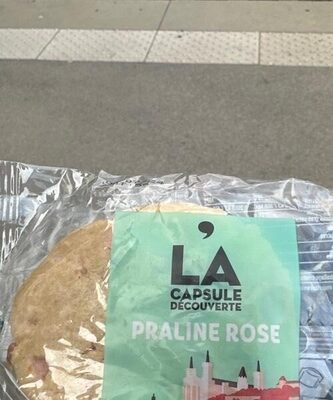 L'A
CAPSULE
DÉCOUVERTE
PRALINE ROSE